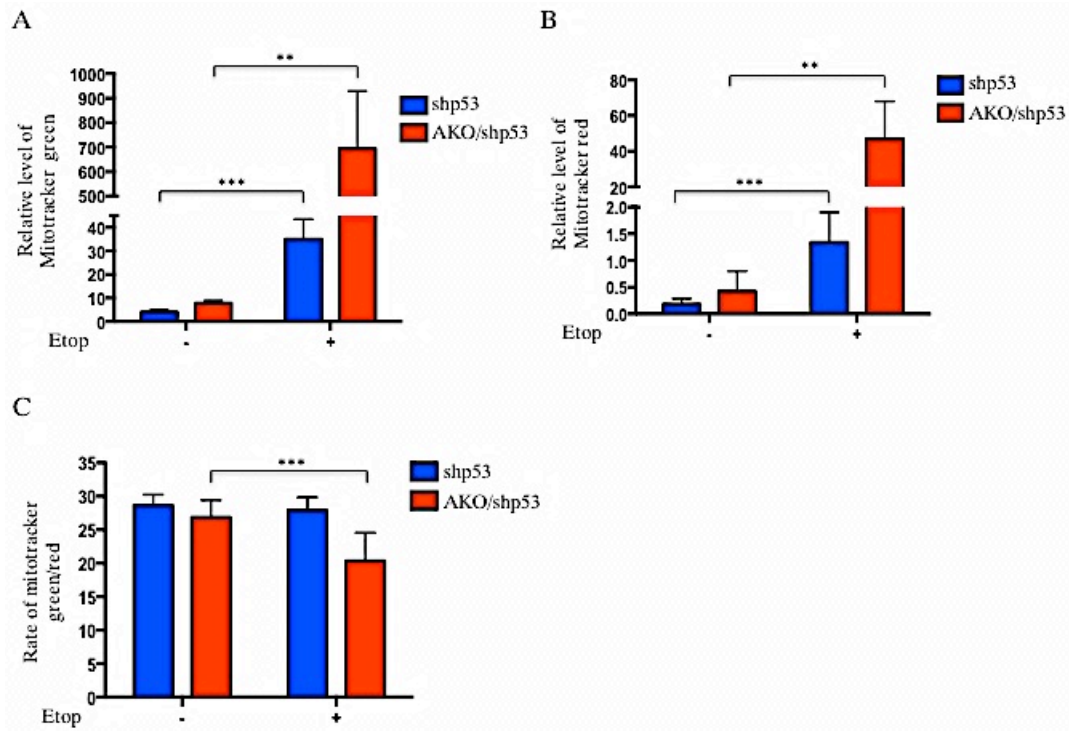 A
Relative level of
Mitotracker green
1000
900
800
700
600
500
40
30
20
10
0
**
***
shp53
AKO/shp53
Etop - +
B
Relative level of
Mitotracker red
80
60
40
20
2.0
1.5
1.0
0.5
0.0
**
***
shp53
AKO/shp53
- +
C
Rate of mitotracker
green/red
35
30
25
20
15
10
5
0
***
shp53
AKO/shp53
Etop - +